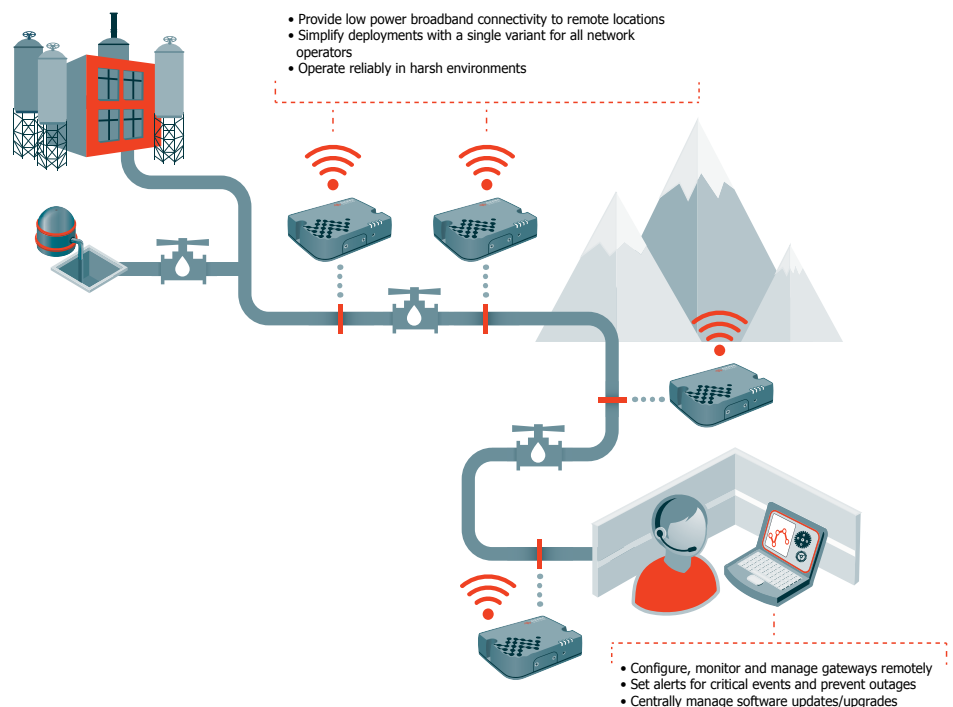 • Provide low power broadband connectivity to remote locations
• Simplify deployments with a single variant for all network
operators
• Operate reliably in harsh environments
• Configure, monitor and manage gateways remotely
• Set alerts for critical events and prevent outages
• Centrally manage software updates/upgrades